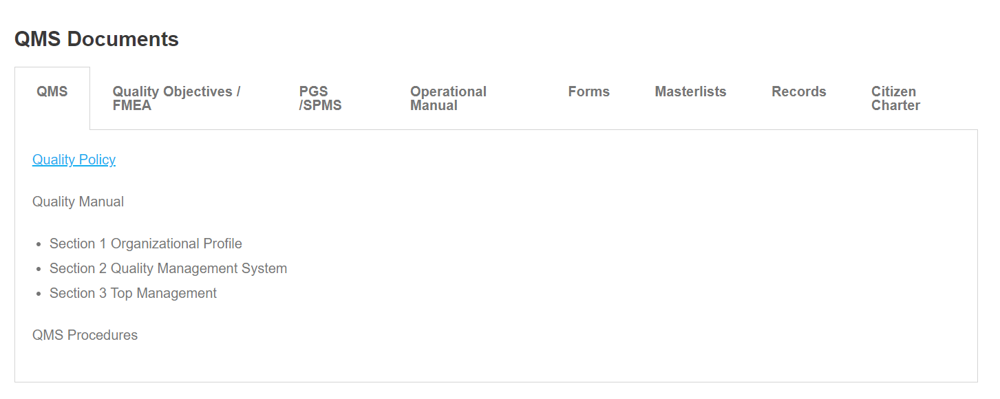 QMS Documents
QMS
Quality Objectives /
FMEA
PGS
/SPMS
Operational
Manual
Forms
Masterlists
Records
Citizen
Charter
Quality Policy
Quality Manual
• Section 1 Organizational Profile
• Section 2 Quality Management System
• Section 3 Top Management
QMS Procedures